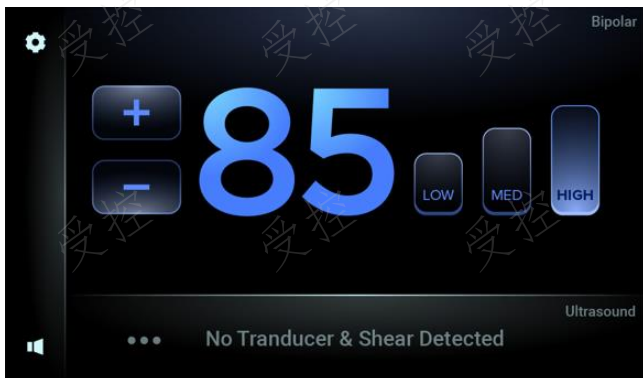 Bipolar
受控 受控 受控
+
85
−
LOW MED HIGH
受控 受控 受控
Ultrasound
••• No Tranducer & Shear Detected